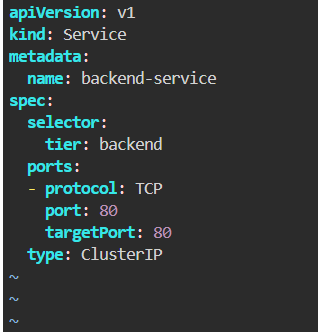 apiVersion: v1
kind: Service
metadata:
  name: backend-service
spec:
  selector:
    tier: backend
  ports:
  - protocol: TCP
    port: 80
    targetPort: 80
  type: ClusterIP
~
~
~